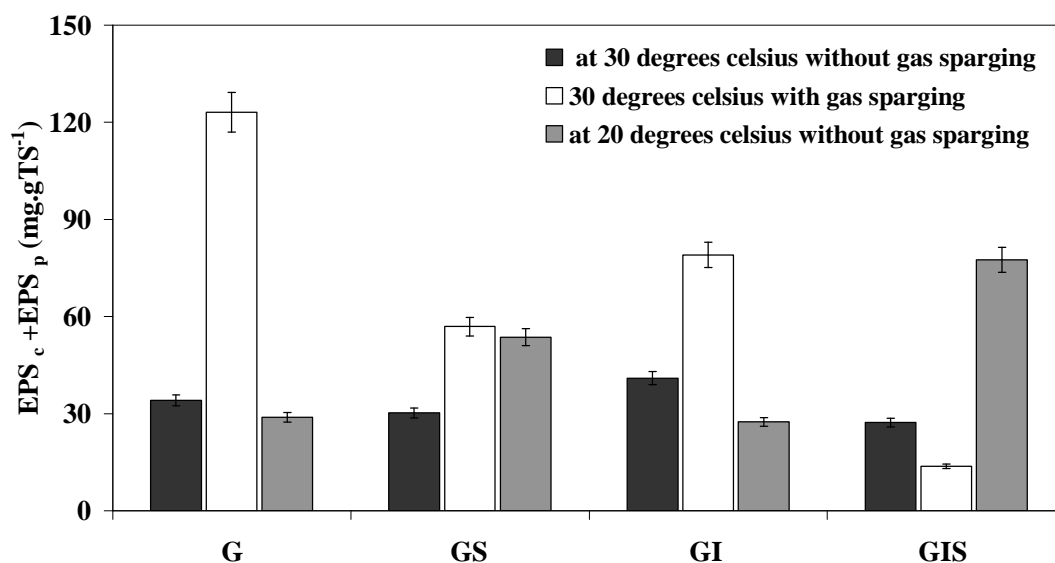 150
120
90
60
30
0
EPS c +EPS p (mg.gTS-1)
at 30 degrees celsius without gas sparging
30 degrees celsius with gas sparging
at 20 degrees celsius without gas sparging
G GS GI GIS